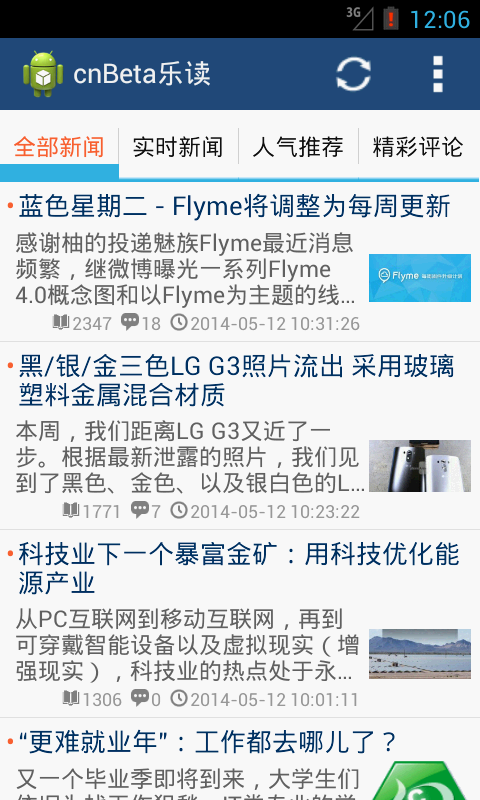 3G 12:06
cnBeta乐读
全部新闻 实时新闻 人气推荐 精彩评论
蓝色星期二 - Flyme将调整为每周更新
感谢柚的投递魅族Flyme最近消息
频繁，继微博曝光一系列Flyme
4.0概念图和以Flyme为主题的线...
Flyme
2347 18 2014-05-12 10:31:26
黑/银/金三色LG G3照片流出 采用玻璃
塑料金属混合材质
本周，我们距离LG G3又近了一
步。根据最新泄露的照片，我们见
到了黑色、金色、以及银白色的L...
1771 7 2014-05-12 10:23:22
科技业下一个暴富金矿：用科技优化能
源产业
从PC互联网到移动互联网，再到
可穿戴智能设备以及虚拟现实（增
强现实），科技业的热点处于永...
1306 0 2014-05-12 10:01:11
“更难就业年”：工作都去哪儿了？
又一个毕业季即将到来，大学生们